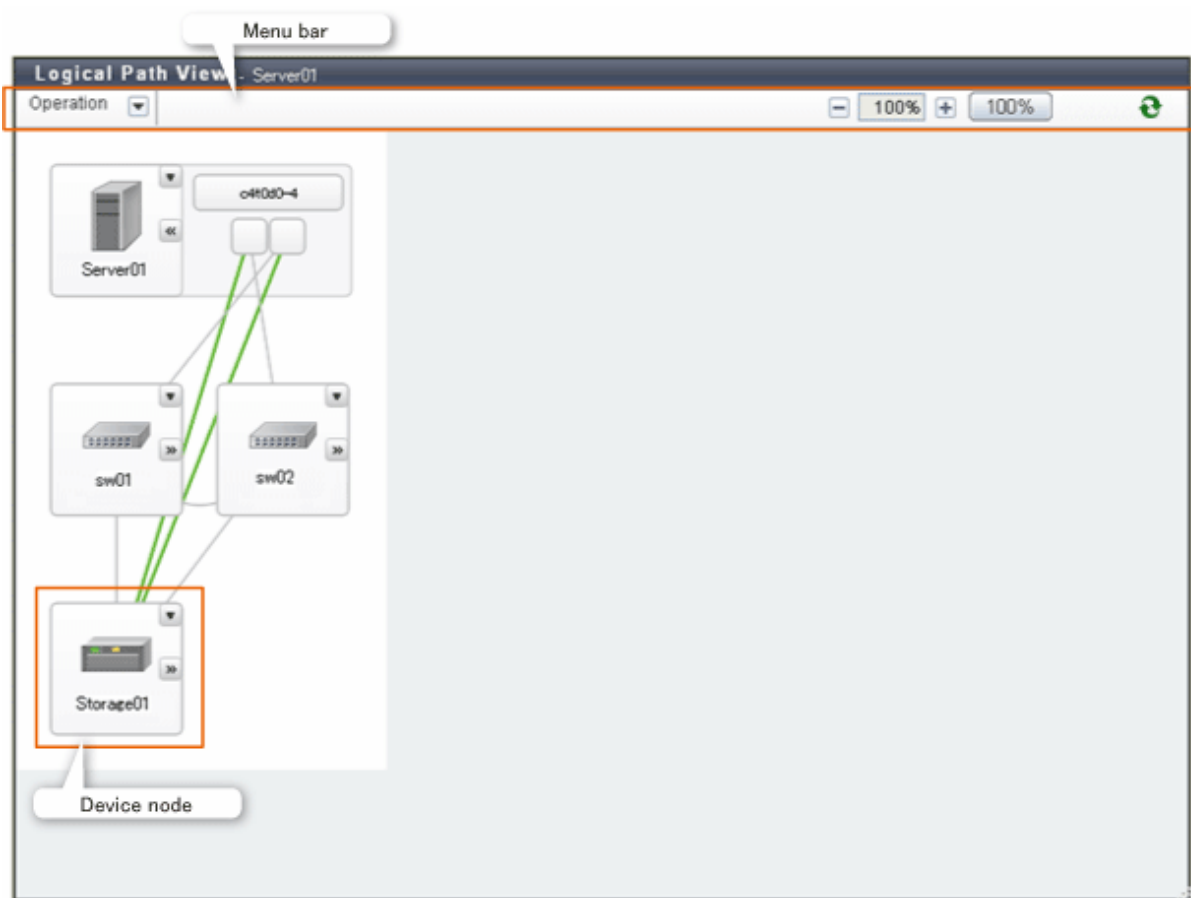 Menu bar
Logical Path View - Server01
Operation
100%
100%
c4t0d0-4
Server01
sw01
sw02
Storage01
Device node